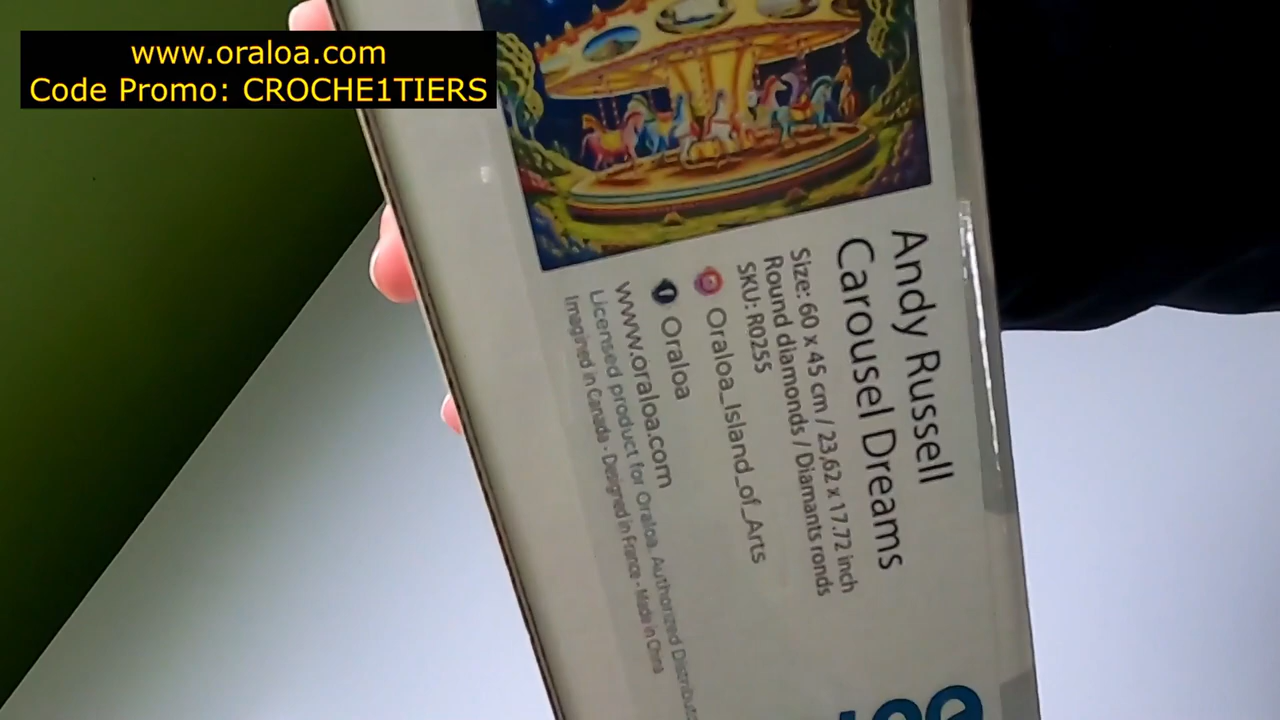 www.oraloa.com
Code Promo: CROCHE1TIERS
Andy Russell
Carousel Dreams
Size: 60 x 45 cm / 23,62 x 17.72 inch
Round diamonds / Diamants ronds
SKU: R0255
Oraloa_Island_of_Arts
Oraloa
www.oraloa.com
Licensed product for Oraloa. Authorized
Imagined in Canada - Designed in France - Made in China